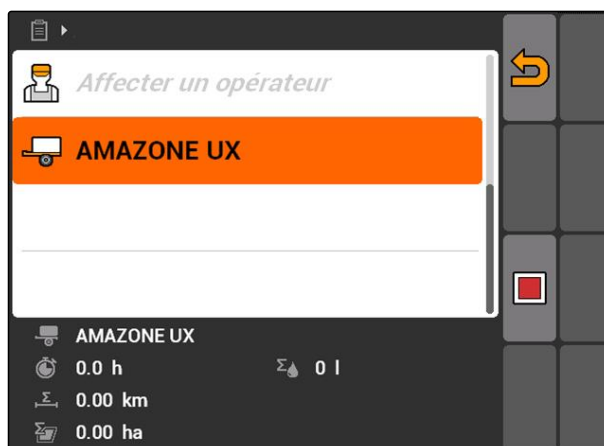 Affecter un opérateur
AMAZONE UX
AMAZONE UX
0.0 h
Σ 0 l
Σ 0.00 km
Σ 0.00 ha